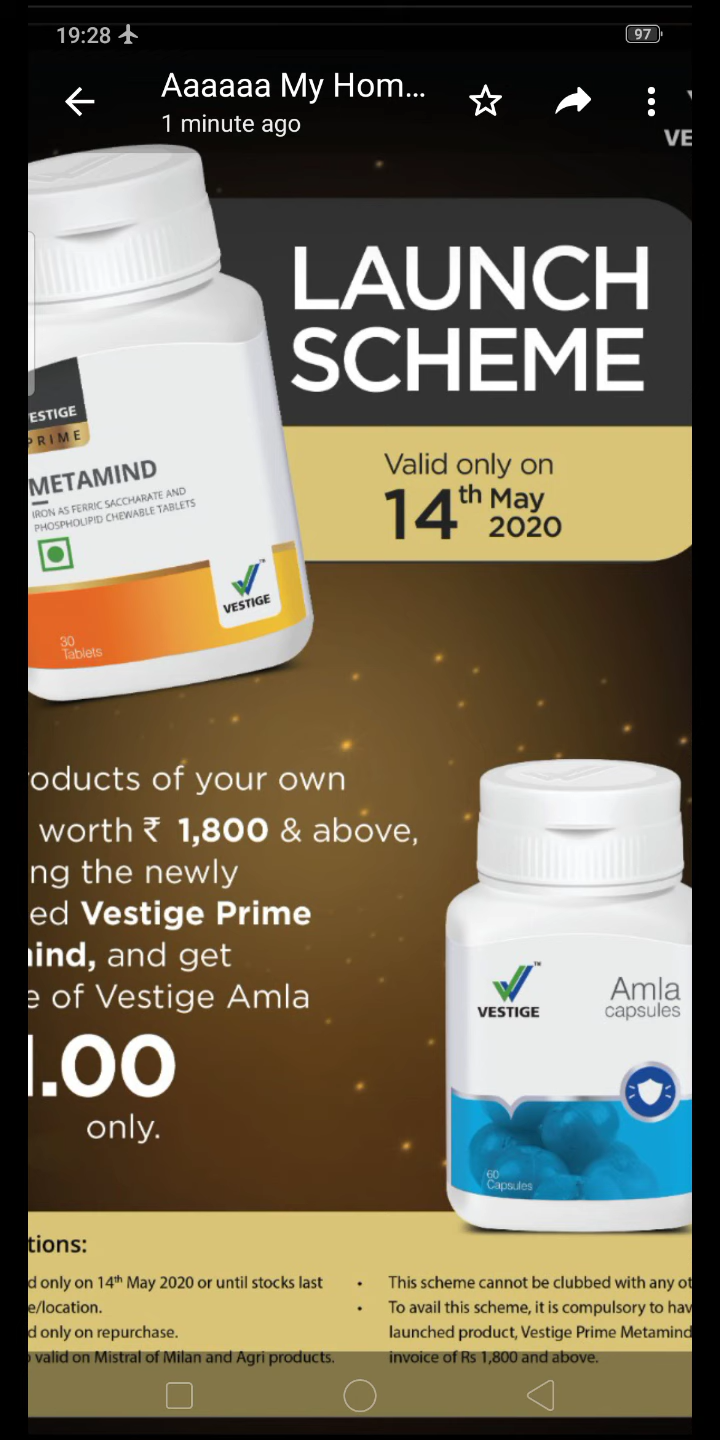 19:28
97
Aaaaaa My Hom...
1 minute ago
VE
LAUNCH
SCHEME
Valid only on
14th May
2020
ESTIGE
PRIME
METAMIND
IRON AS FERRIC SACCHARATE AND
PHOSPHOLIPID CHEWABLE TABLETS
VESTIGE
30
Tablets
oducts of your own
worth ₹ 1,800 & above,
ng the newly
ed Vestige Prime
ind, and get
e of Vestige Amla
.00
only.
TM
VESTIGE
Amla
capsules
60
Capsules
tions:
d only on 14th May 2020 or until stocks last
e/location.
d only on repurchase.
valid on Mistral of Milan and Agri products.
• This scheme cannot be clubbed with any ot
• To avail this scheme, it is compulsory to hav
launched product, Vestige Prime Metamind
invoice of Rs 1,800 and above.